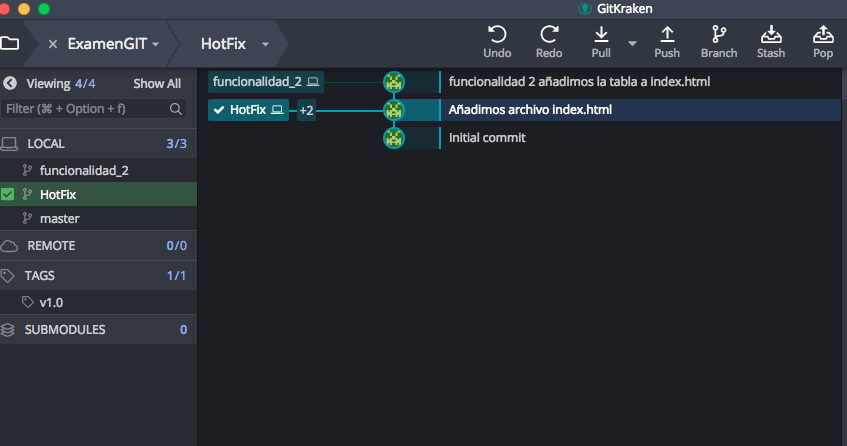 GitKraken
ExamenGIT
HotFix
Undo
Redo
Pull
Push
Branch
Stash
Pop
Viewing 4/4 Show All
Filter (⌘ + Option + f)
LOCAL 3/3
funcionalidad_2
HotFix
master
REMOTE 0/0
TAGS 1/1
v1.0
SUBMODULES 0
funcionalidad_2 funcionalidad 2 añadimos la tabla a index.html
HotFix +2 Añadimos archivo index.html
Initial commit